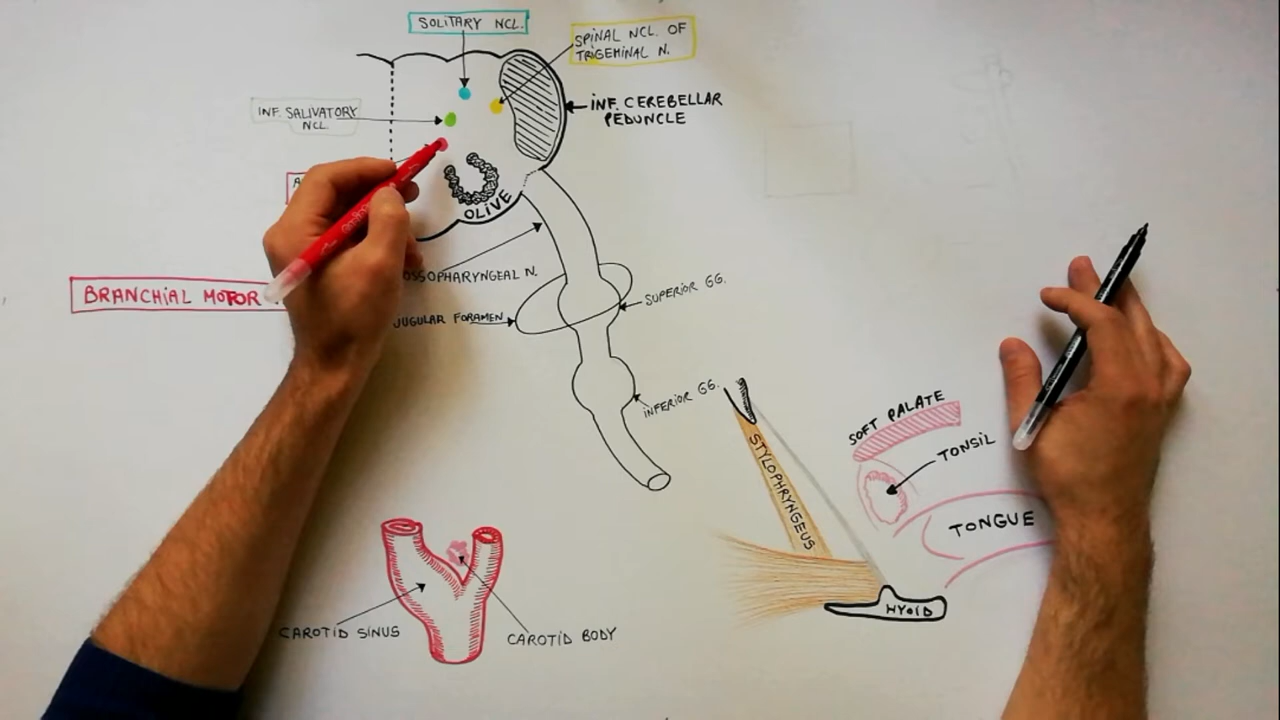 SOLITARY NCL.
SPINAL NCL. OF
TRIGEMINAL N.
INF. SALIVATORY
NCL.
INF. CEREBELLAR
PEDUNCLE
OLIVE
OSSOPHARYNGEAL N.
BRANCHIAL MOTOR
SUPERIOR GG.
JUGULAR FORAMEN
INFERIOR GG.
SOFT PALATE
TONSIL
STYLOPHRYNGEUS
TONGUE
HYOID
CAROTID SINUS
CAROTID BODY